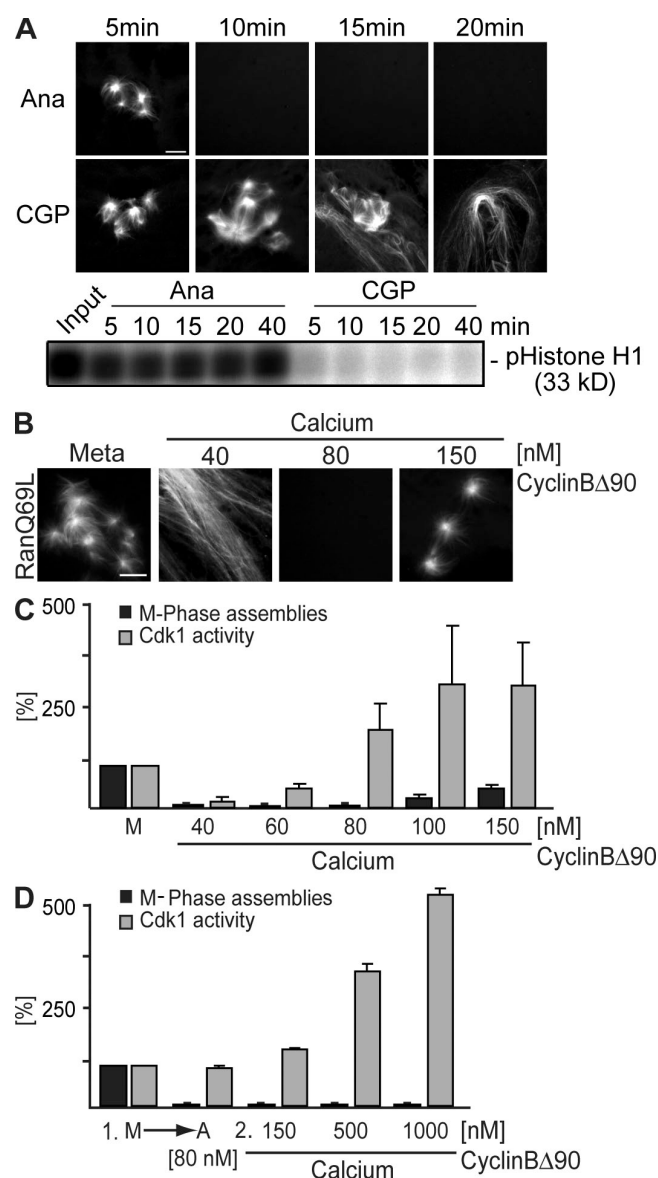 A
5min 10min 15min 20min
Ana
CGP
Input Ana CGP
5 10 15 20 40 5 10 15 20 40 min
- pHistone H1
(33 kD)
B
Calcium
Meta 40 80 150 [nM]
CyclinBΔ90
RanQ69L
C
500
M-Phase assemblies
Cdk1 activity
[%]
250
M 40 60 80 100 150 [nM]
Calcium CyclinBΔ90
D
M-Phase assemblies
500
Cdk1 activity
[%]
250
1. M A 2. 150 500 1000 [nM]
[80 nM] Calcium CyclinBΔ90